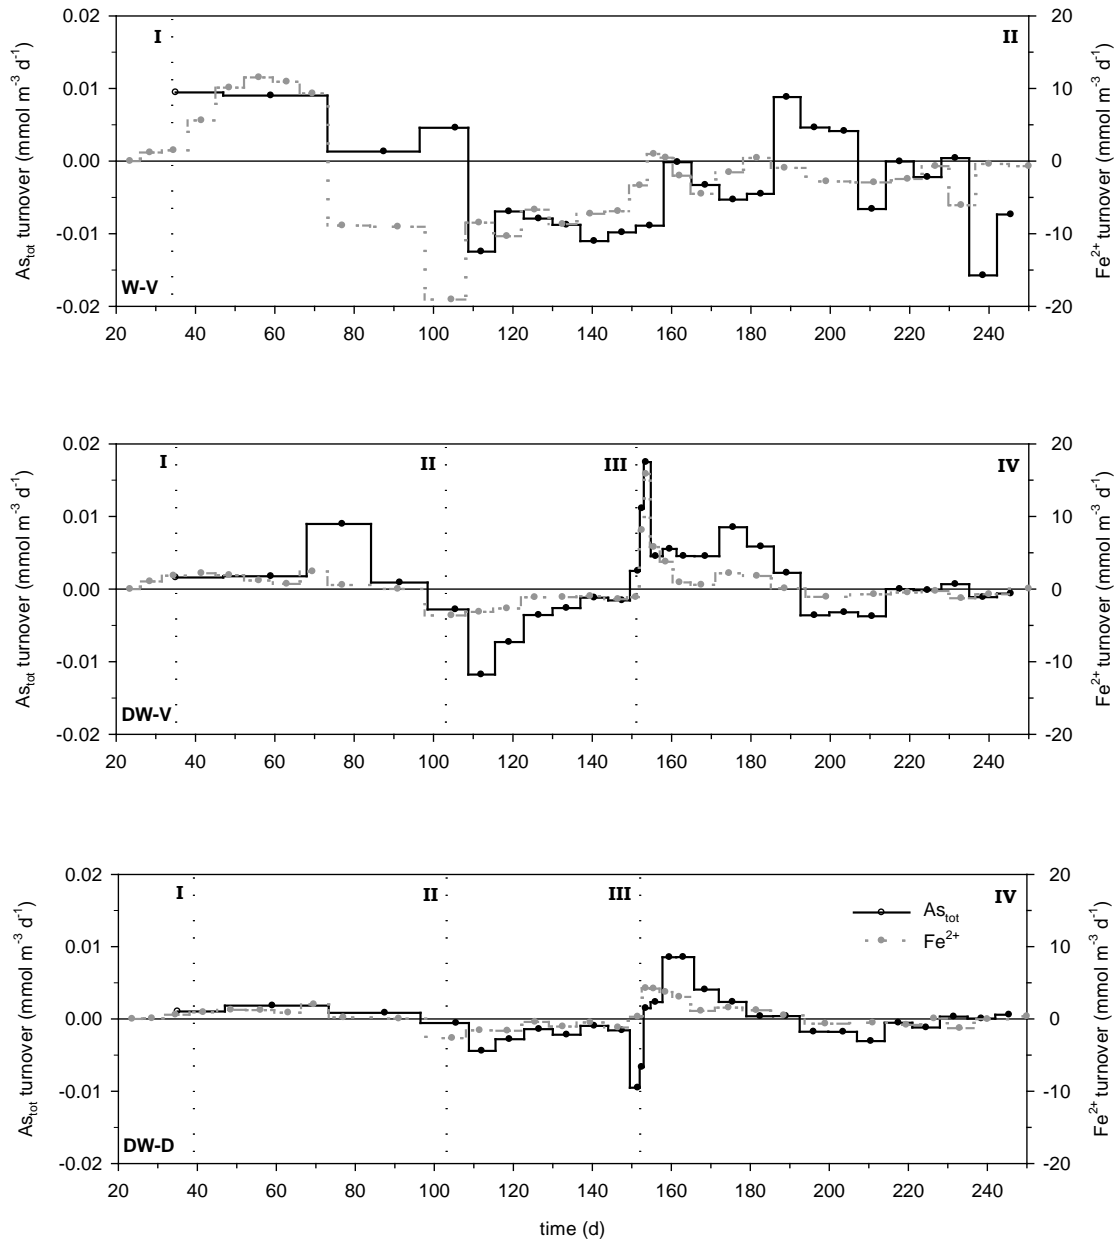 I II
0.02 0.01 0.00 -0.01 -0.02
As_tot turnover (mmol m^-3 d^-1)
20 10 0 -10 -20
Fe^2+ turnover (mmol m^-3 d^-1)
W-V
20 40 60 80 100 120 140 160 180 200 220 240
I II III IV
0.02 0.01 0.00 -0.01 -0.02
As_tot turnover (mmol m^-3 d^-1)
20 10 0 -10 -20
Fe^2+ turnover (mmol m^-3 d^-1)
DW-V
20 40 60 80 100 120 140 160 180 200 220 240
I II III IV
0.02 0.01 0.00 -0.01 -0.02
As_tot turnover (mmol m^-3 d^-1)
20 10 0 -10 -20
Fe^2+ turnover (mmol m^-3 d^-1)
As_tot
Fe^2+
DW-D
20 40 60 80 100 120 140 160 180 200 220 240
time (d)